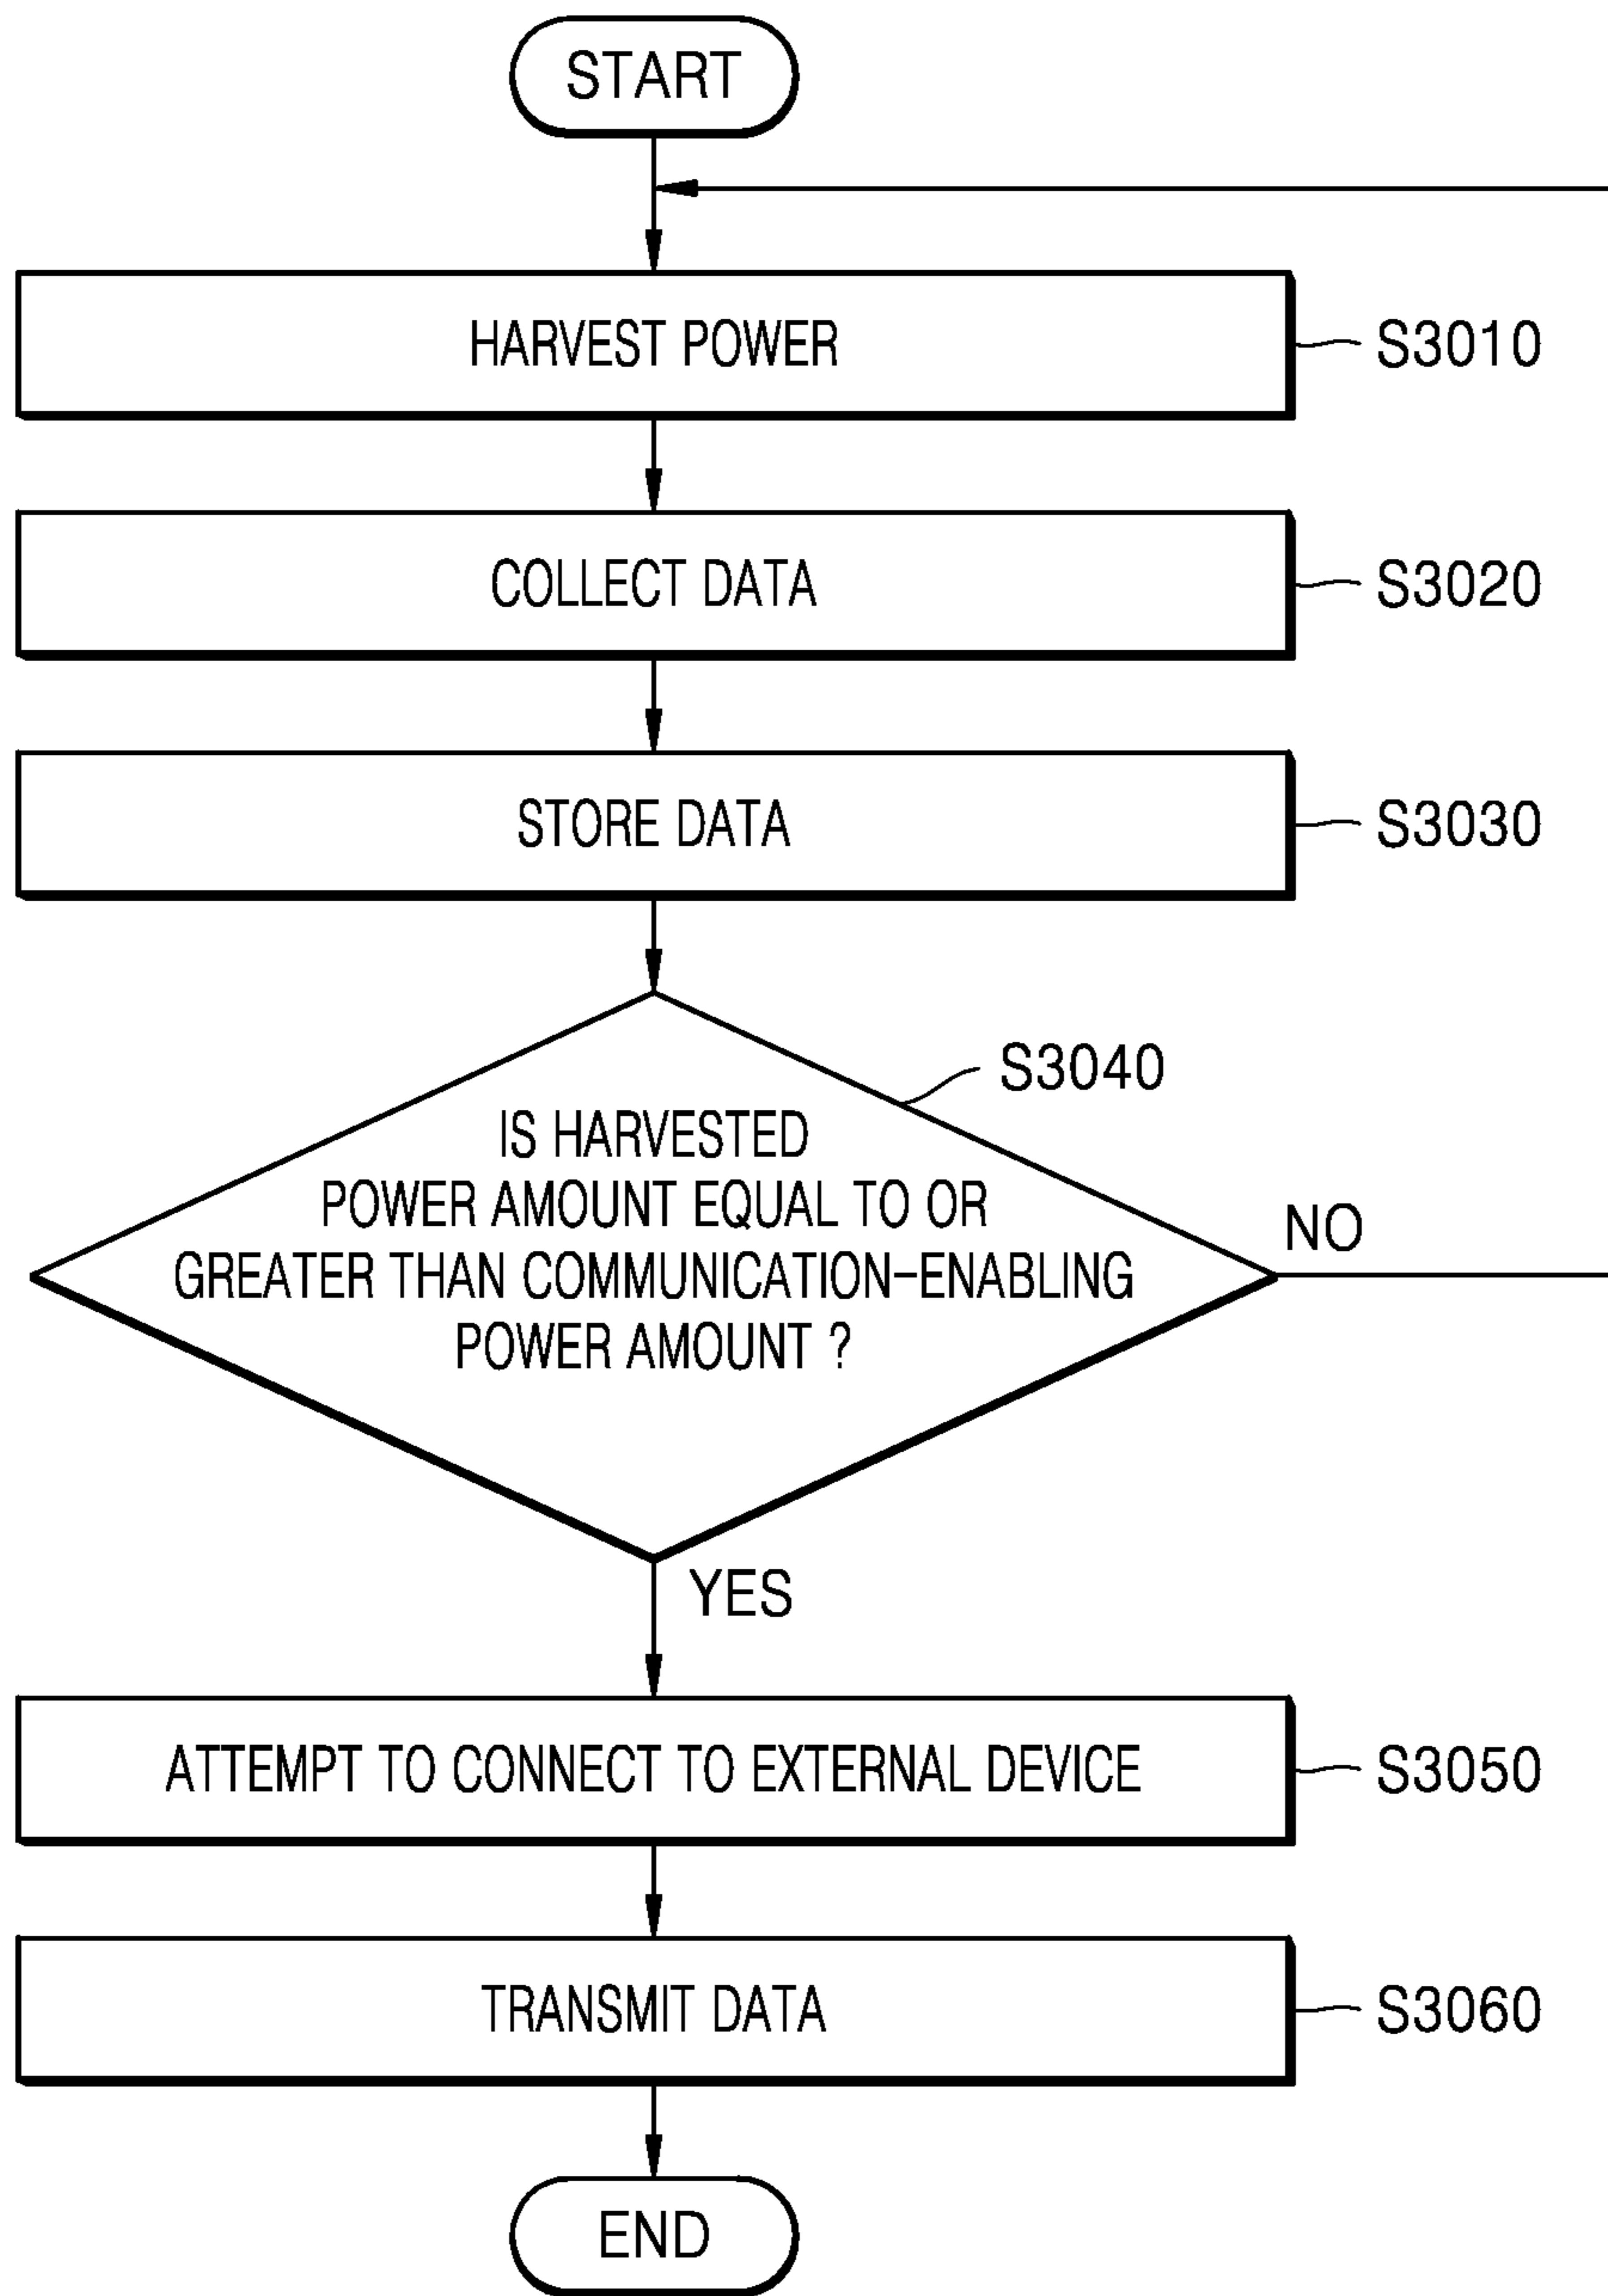 START
HARVEST POWER
S3010
COLLECT DATA
S3020
STORE DATA
S3030
S3040
IS HARVESTED
POWER AMOUNT EQUAL TO OR
GREATER THAN COMMUNICATION-ENABLING
POWER AMOUNT ?
NO
YES
ATTEMPT TO CONNECT TO EXTERNAL DEVICE
S3050
TRANSMIT DATA
S3060
END